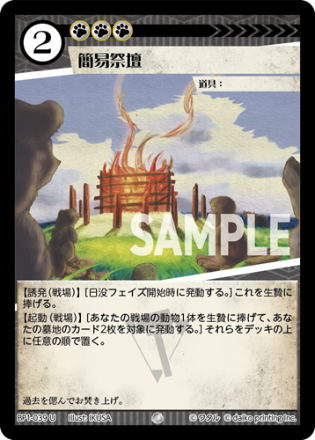 2
簡易祭壇
道具：
SAMPLE
【誘発（戦場）】［日没フェイズ開始時に発動する。］これを生贄に
捧げる。
【起動（戦場）】［あなたの戦場の動物1体を生贄に捧げて、あ
なたの墓地のカード2枚を対象に発動する。］それらをデッキの上
に任意の順で置く。
過去を偲んでお焚き上げ。
BP1-039 U Illust: IKUSA © ワタル © daiko printing inc.